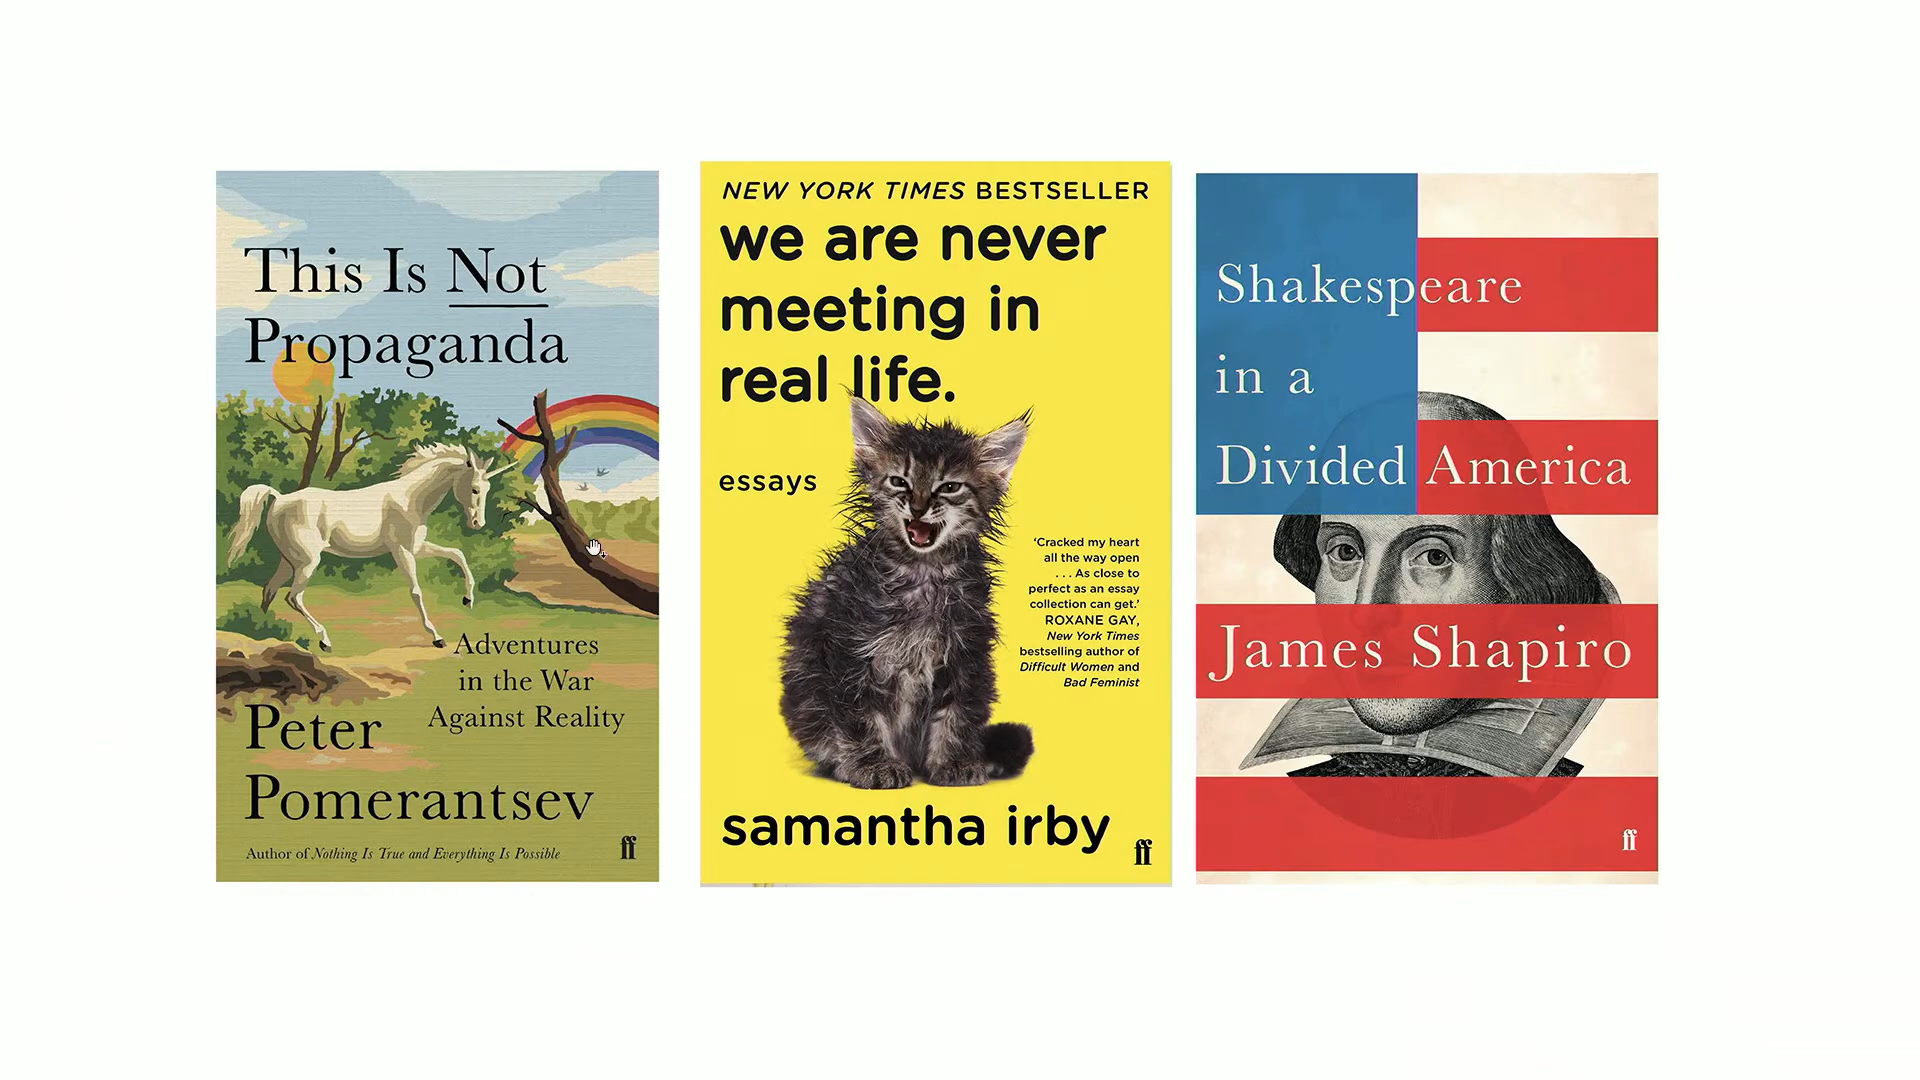 This Is Not
Propaganda
Adventures
in the War
Against Reality
Peter
Pomerantsev
Author of Nothing Is True and Everything Is Possible
ff
NEW YORK TIMES BESTSELLER
we are never
meeting in
real life.
essays
‘Cracked my heart
all the way open
. . . As close to
perfect as an essay
collection can get.’
ROXANE GAY,
New York Times
bestselling author of
Difficult Women and
Bad Feminist
samantha irby
ff
Shakespeare
in a
Divided America
James Shapiro
ff